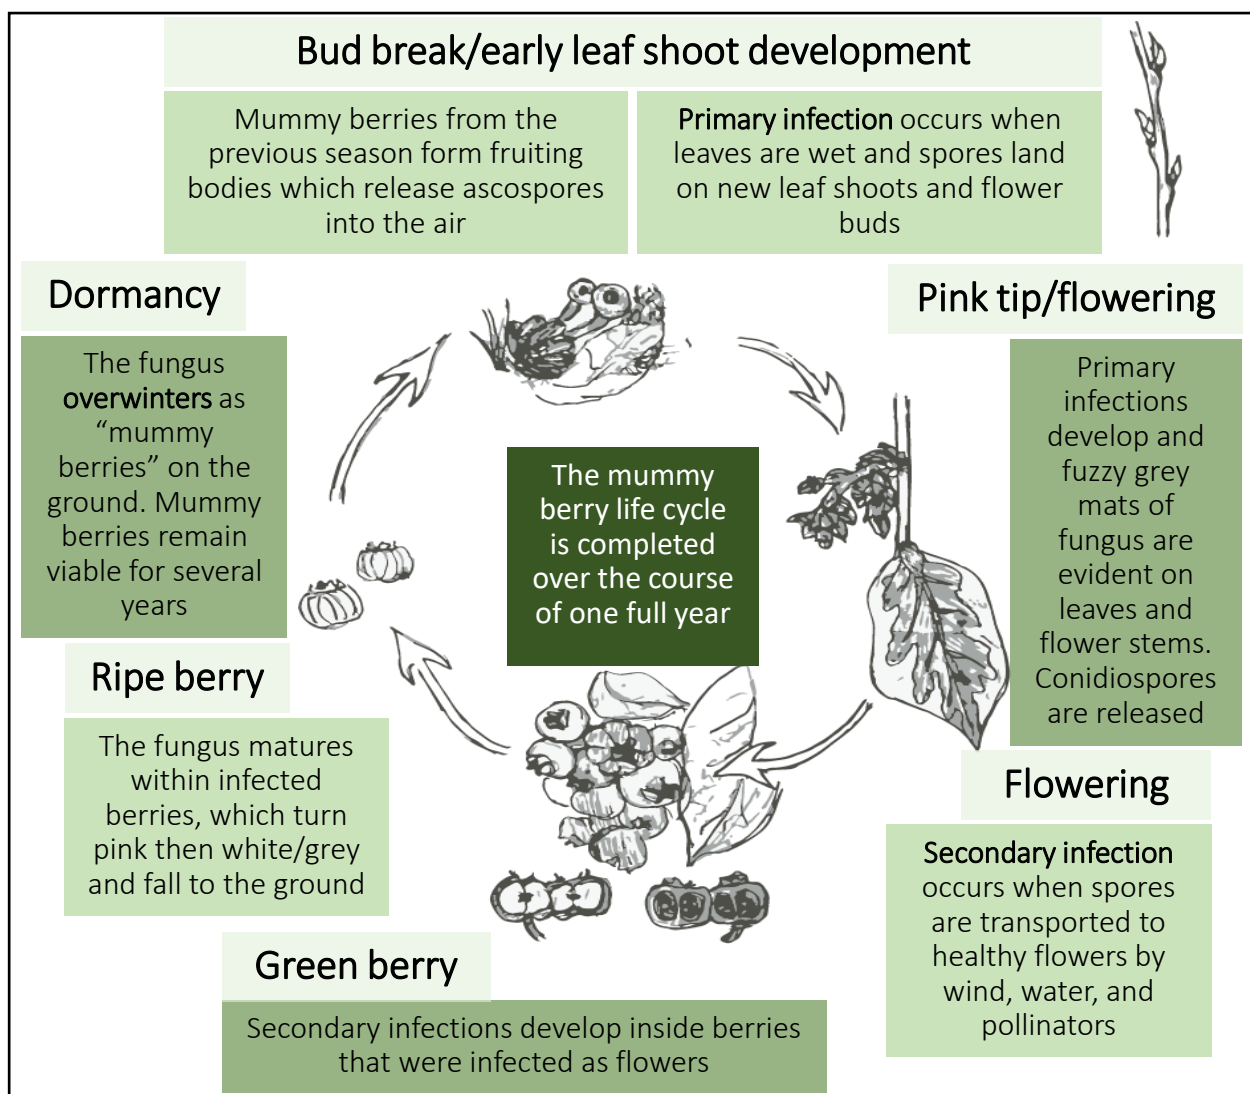 Bud break/early leaf shoot development
Mummy berries from the
previous season form fruiting
bodies which release ascospores
into the air
Primary infection occurs when
leaves are wet and spores land
on new leaf shoots and flower
buds
Pink tip/flowering
Primary
infections
develop and
fuzzy grey
mats of
fungus are
evident on
leaves and
flower stems.
Conidiospores
are released
Flowering
Secondary infection
occurs when spores
are transported to
healthy flowers by
wind, water, and
pollinators
Green berry
Secondary infections develop inside berries
that were infected as flowers
Ripe berry
The fungus matures
within infected
berries, which turn
pink then white/grey
and fall to the ground
Dormancy
The fungus
overwinters as
“mummy
berries” on the
ground. Mummy
berries remain
viable for several
years
The mummy
berry life cycle
is completed
over the course
of one full year